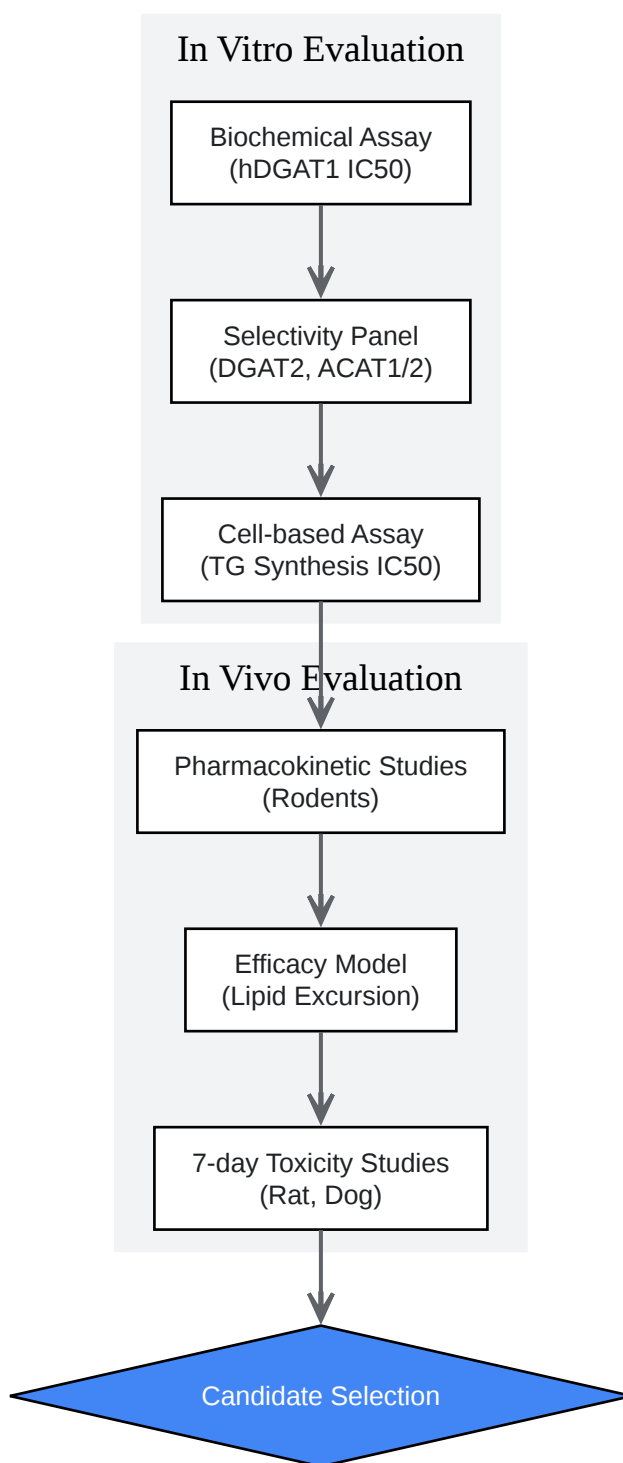 In Vitro Evaluation
Biochemical Assay
(hDGAT1 IC50)
Selectivity Panel
(DGAT2, ACAT1/2)
Cell-based Assay
(TG Synthesis IC50)
In Vivo Evaluation
Pharmacokinetic Studies
(Rodents)
Efficacy Model
(Lipid Excursion)
7-day Toxicity Studies
(Rat, Dog)
Candidate Selection